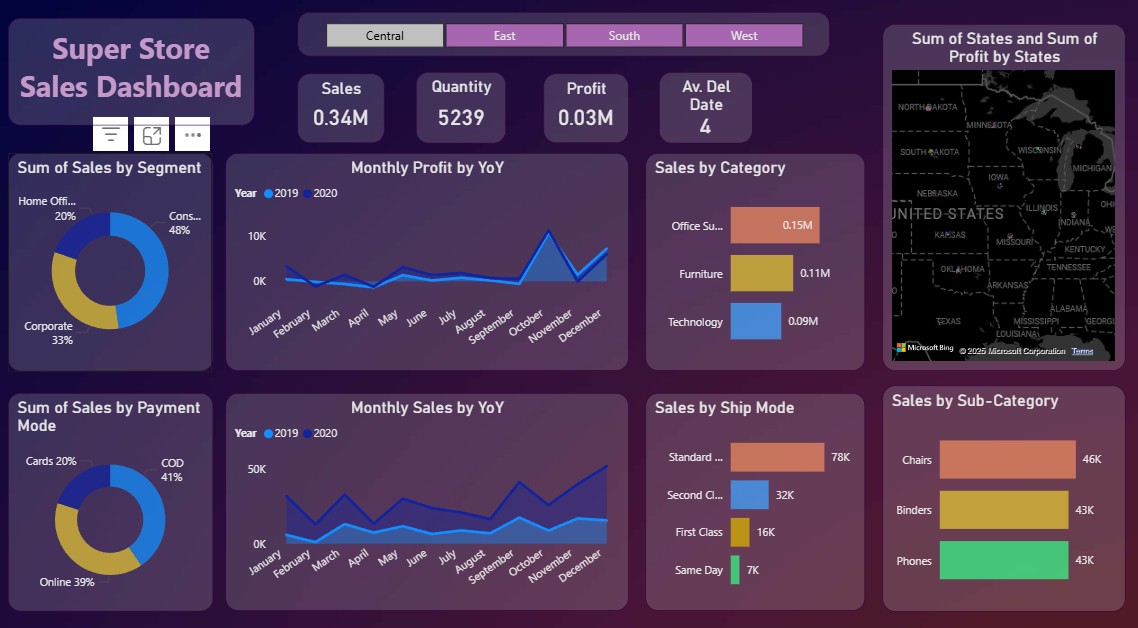 Super Store
Sales Dashboard
Central
East
South
West
Sales
0.34M
Quantity
5239
Profit
0.03M
Av. Del
Date
4
Sum of States and Sum of
Profit by States
NORTH DAKOTA
MINNESOTA
SOUTH DAKOTA
WISCONSIN
MICHIGAN
IOWA
NEBRASKA
UNITED STATES
ILLINOIS
INDIANA
OHI
KANSAS
MISSOURI
WE
KENTUCKY
OKLAHOMA
TENNESSEE
ARKANSAS
ALABAMA
TEXAS
MISSISSIPPI
GEORGI
LOUISIANA
Microsoft Bing
© 2025 Microsoft Corporation
Terms
Sum of Sales by Segment
Home Offi...
20%
Cons...
48%
Corporate
33%
Monthly Profit by YoY
Year 2019 2020
10K
0K
January
February
March
April
May
June
July
August
September
October
November
December
Sales by Category
Office Su...
0.15M
Furniture
0.11M
Technology
0.09M
Sum of Sales by Payment
Mode
Cards 20%
COD
41%
Online 39%
Monthly Sales by YoY
Year 2019 2020
50K
0K
January
February
March
April
May
June
July
August
September
October
November
December
Sales by Ship Mode
Standard ...
78K
Second Cl...
32K
First Class
16K
Same Day
7K
Sales by Sub-Category
Chairs
46K
Binders
43K
Phones
43K